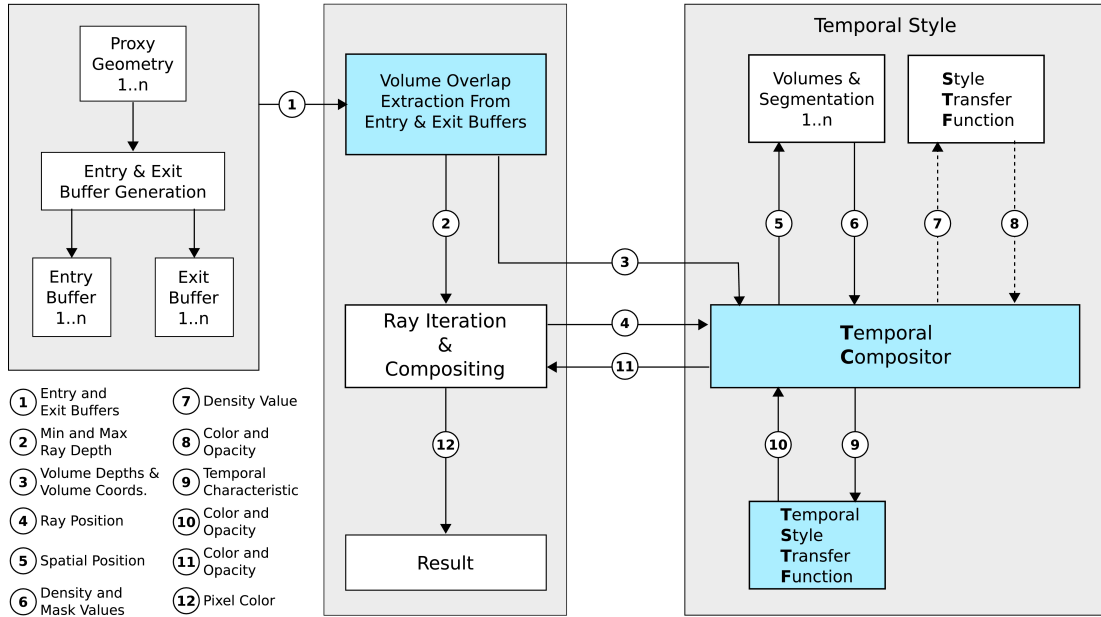 Proxy
Geometry
1..n
Entry & Exit
Buffer Generation
Entry
Buffer
1..n
Exit
Buffer
1..n
1
Volume Overlap
Extraction From
Entry & Exit Buffers
2
3
Ray Iteration
&
Compositing
4
11
12
Result
Temporal Style
Volumes &
Segmentation
1..n
Style
Transfer
Function
5
6
7
8
Temporal
Compositor
10
9
Temporal
Style
Transfer
Function
1 Entry and
Exit Buffers
2 Min and Max
Ray Depth
3 Volume Depths &
Volume Coords.
4 Ray Position
5 Spatial Position
6 Density and
Mask Values
7 Density Value
8 Color and
Opacity
9 Temporal
Characteristic
10 Color and
Opacity
11 Color and
Opacity
12 Pixel Color